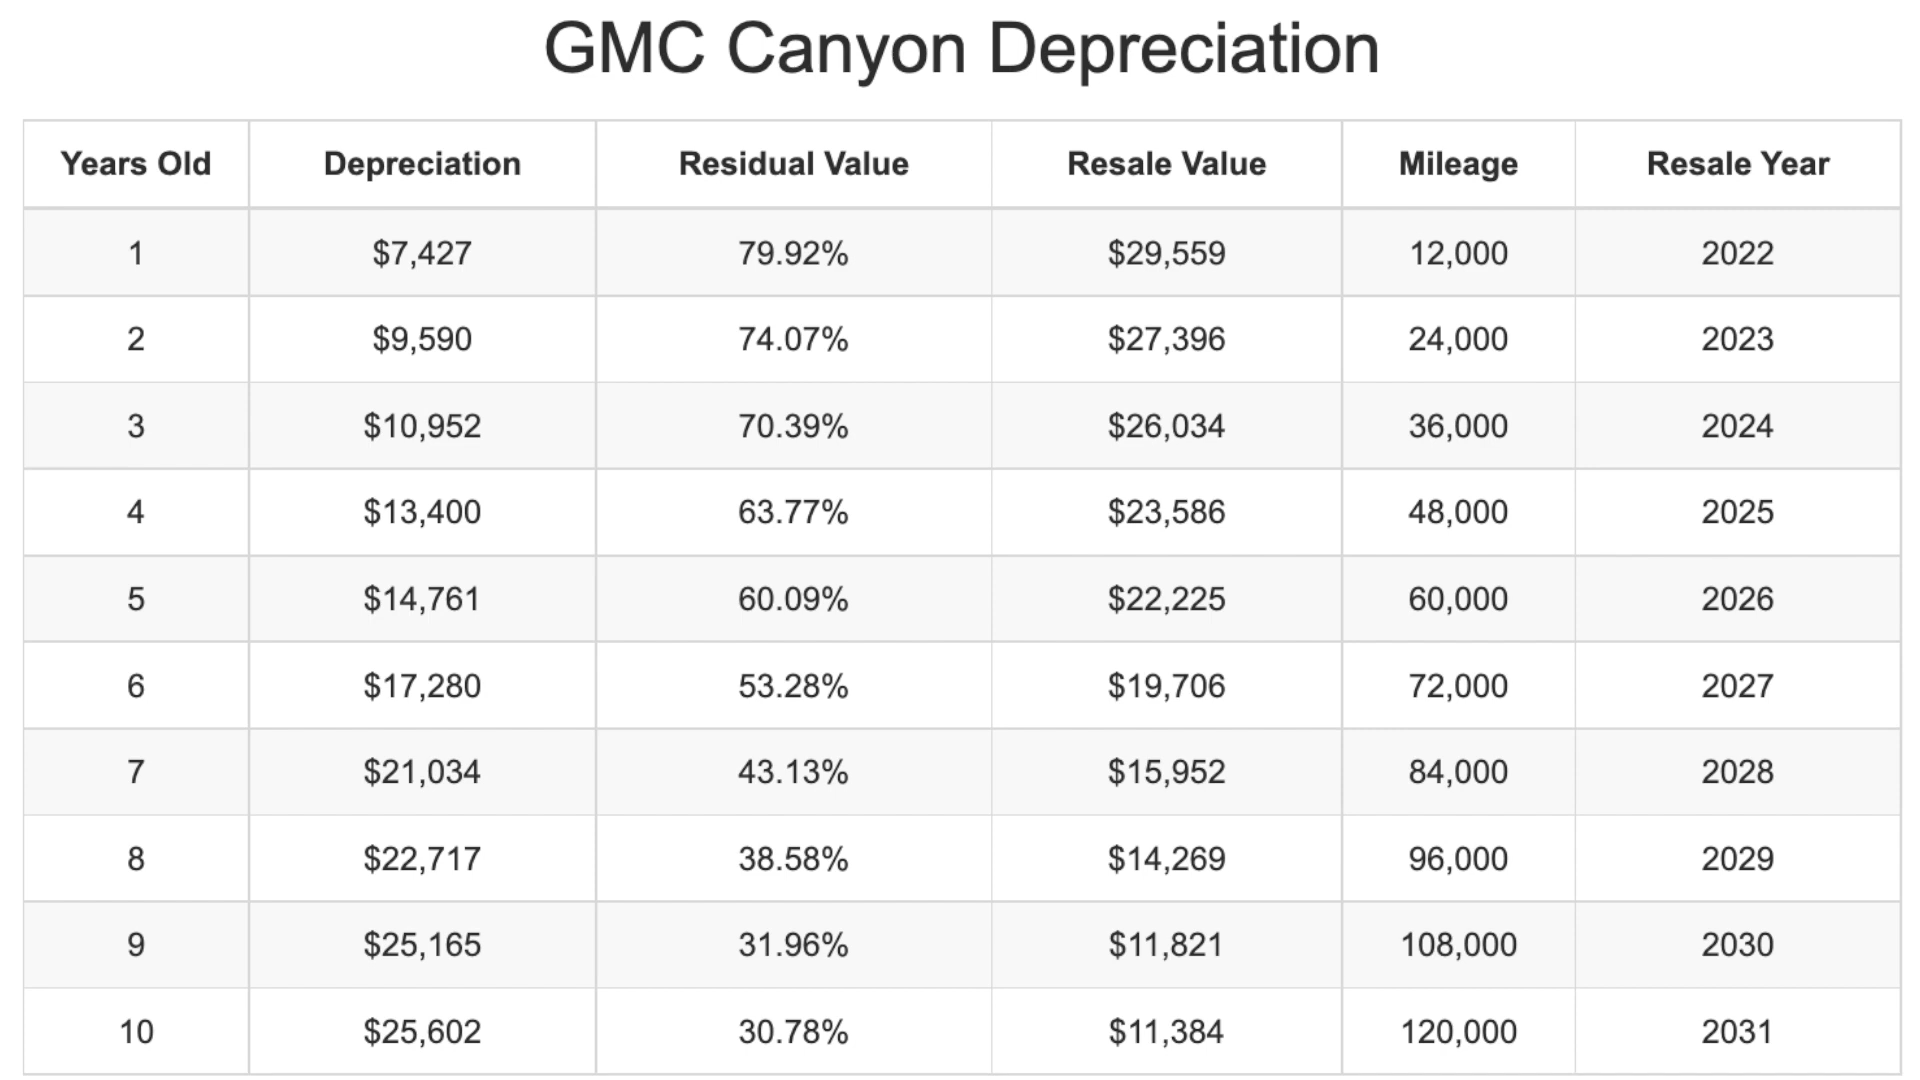 GMC Canyon Depreciation
Years Old Depreciation Residual Value Resale Value Mileage Resale Year
1 $7,427 79.92% $29,559 12,000 2022
2 $9,590 74.07% $27,396 24,000 2023
3 $10,952 70.39% $26,034 36,000 2024
4 $13,400 63.77% $23,586 48,000 2025
5 $14,761 60.09% $22,225 60,000 2026
6 $17,280 53.28% $19,706 72,000 2027
7 $21,034 43.13% $15,952 84,000 2028
8 $22,717 38.58% $14,269 96,000 2029
9 $25,165 31.96% $11,821 108,000 2030
10 $25,602 30.78% $11,384 120,000 2031